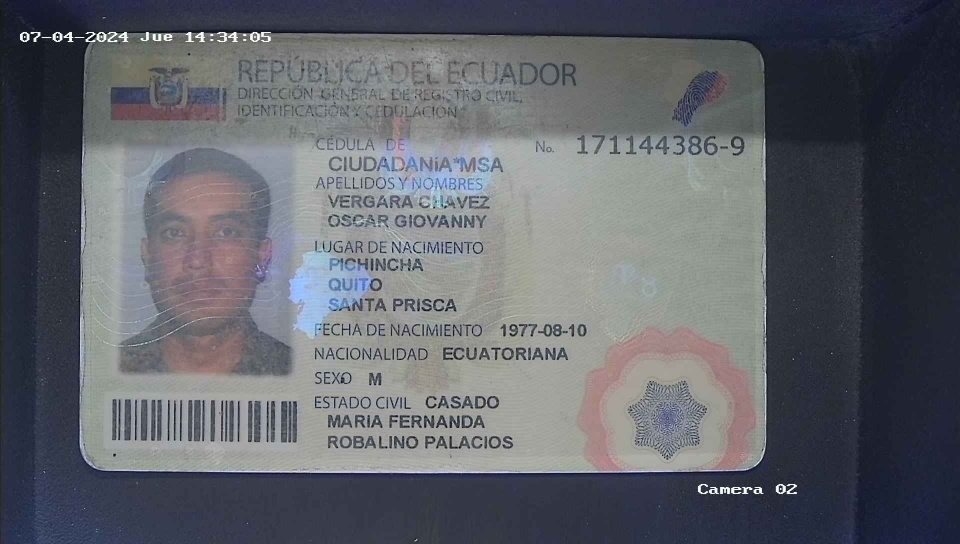 07-04-2024 Jue 14:34:05
REPÚBLICA DEL ECUADOR
DIRECCIÓN GENERAL DE REGISTRO CIVIL,
IDENTIFICACIÓN Y CEDULACIÓN
CÉDULA DE No. 171144386-9
CIUDADANÍA*MSA
APELLIDOS Y NOMBRES
VERGARA CHAVEZ
OSCAR GIOVANNY
LUGAR DE NACIMIENTO
PICHINCHA
QUITO
SANTA PRISCA
FECHA DE NACIMIENTO 1977-08-10
NACIONALIDAD ECUATORIANA
SEXO M
ESTADO CIVIL CASADO
MARIA FERNANDA
ROBALINO PALACIOS
Camera 02